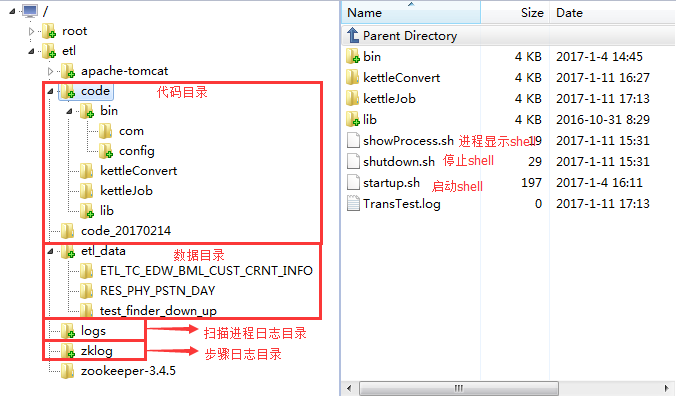 /
root
etl
apache-tomcat
code 代码目录
bin
com
config
kettleConvert
kettleJob
lib
code_20170214
etl_data 数据目录
ETL_TC_EDW_BML_CUST_CRNT_INFO
RES_PHY_PSTN_DAY
test_finder_down_up
logs 扫描进程日志目录
zklog 步骤日志目录
zookeeper-3.4.5
Name Size Date
Parent Directory
bin 4 KB 2017-1-4 14:45
kettleConvert 4 KB 2017-1-11 16:27
kettleJob 4 KB 2017-1-11 17:13
lib 4 KB 2016-10-31 8:29
showProcess.sh 进程显示shell 19 2017-1-11 15:31
shutdown.sh 停止shell 29 2017-1-11 15:31
startup.sh 启动shell 197 2017-1-4 16:11
TransTest.log 0 2017-1-11 17:13